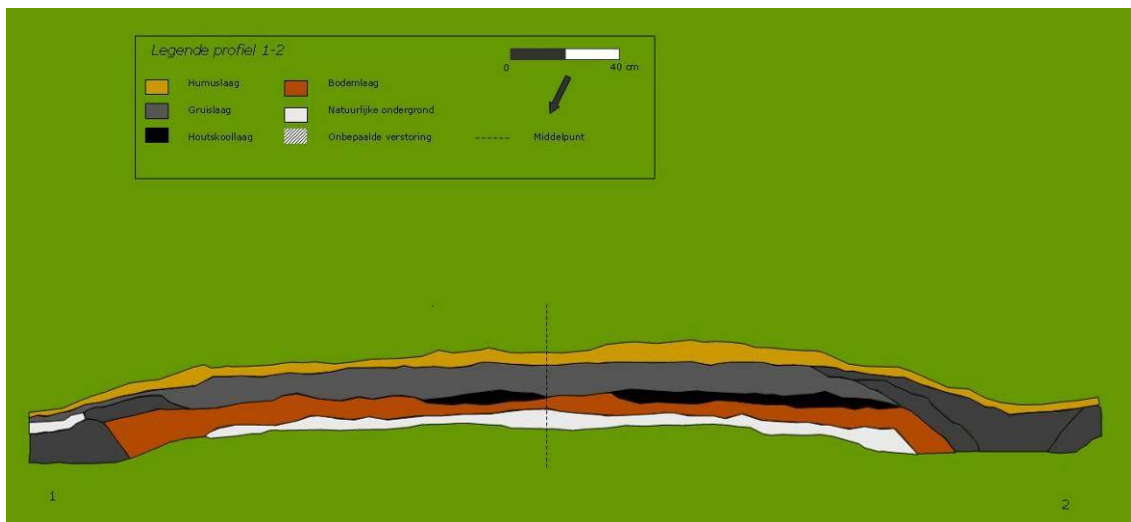 Legende profiel 1-2
0 40 cm
Humuslaag Bodemlaag
Gruislaag Natuurlijke ondergrond
Houtskoollaag Onbepaalde verstoring Middelpunt
1 2